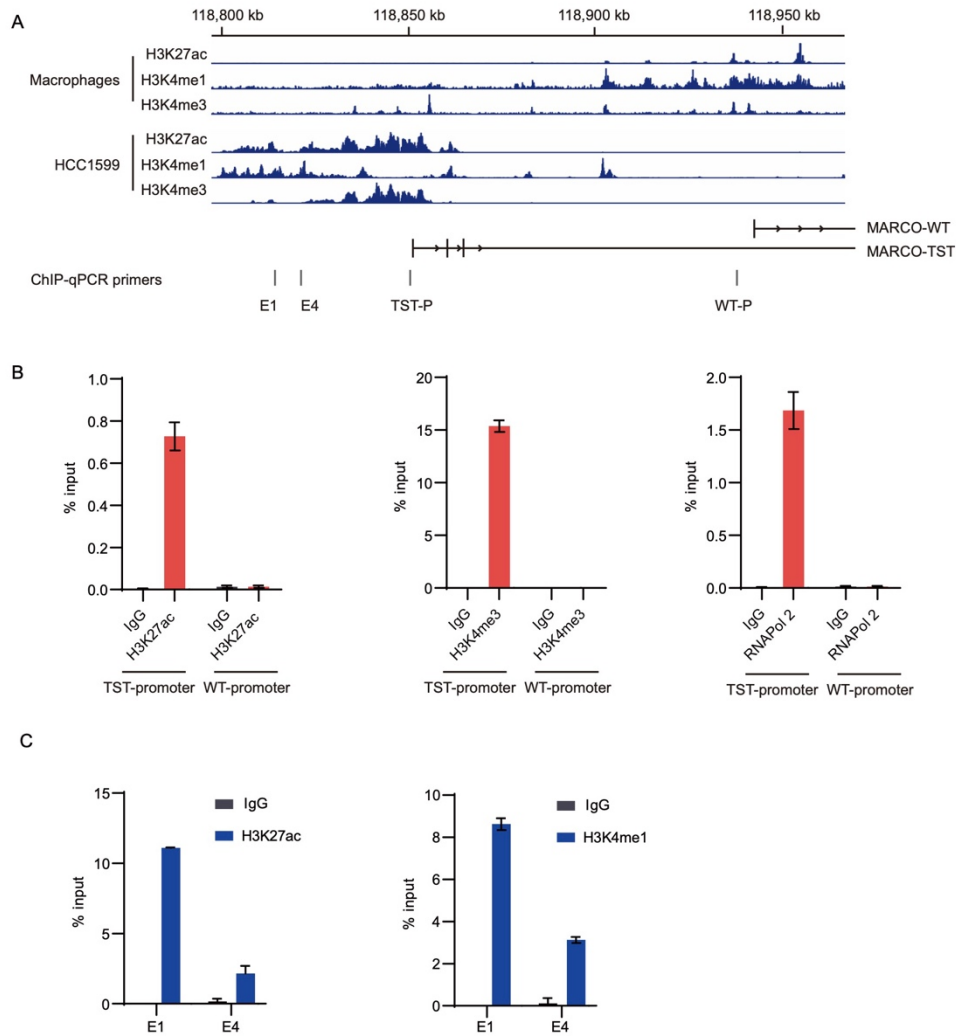 A
118,800 kb 118,850 kb 118,900 kb 118,950 kb
Macrophages
H3K27ac
H3K4me1
H3K4me3
HCC1599
H3K27ac
H3K4me1
H3K4me3
MARCO-WT
MARCO-TST
ChIP-qPCR primers
E1 E4 TST-P WT-P
B
% input
1.0
0.8
0.6
0.4
0.2
0.0
IgG
H3K27ac
IgG
H3K27ac
TST-promoter WT-promoter
% input
20
15
10
5
0
IgG
H3K4me3
IgG
H3K4me3
TST-promoter WT-promoter
% input
2.0
1.5
1.0
0.5
0.0
IgG
RNAPol 2
IgG
RNAPol 2
TST-promoter WT-promoter
C
% input
15
10
5
0
IgG
H3K27ac
E1 E4
% input
10
8
6
4
2
0
IgG
H3K4me1
E1 E4